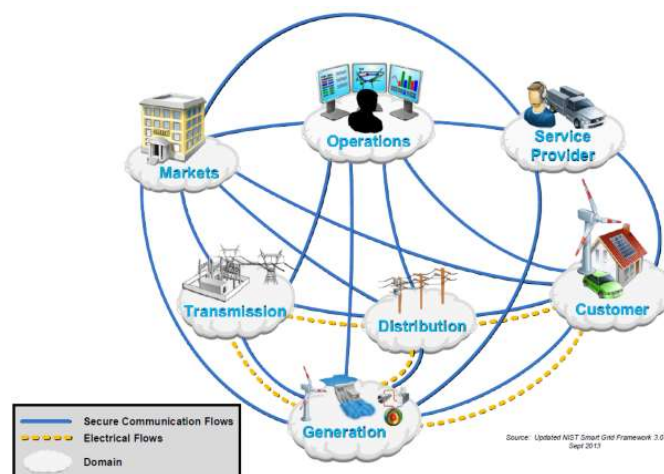 Operations
Service
Provider
Markets
Transmission
Distribution
Customer
Generation
Secure Communication Flows
Electrical Flows
Domain
Source: Updated NIST Smart Grid Framework 3.0
Sept 2013